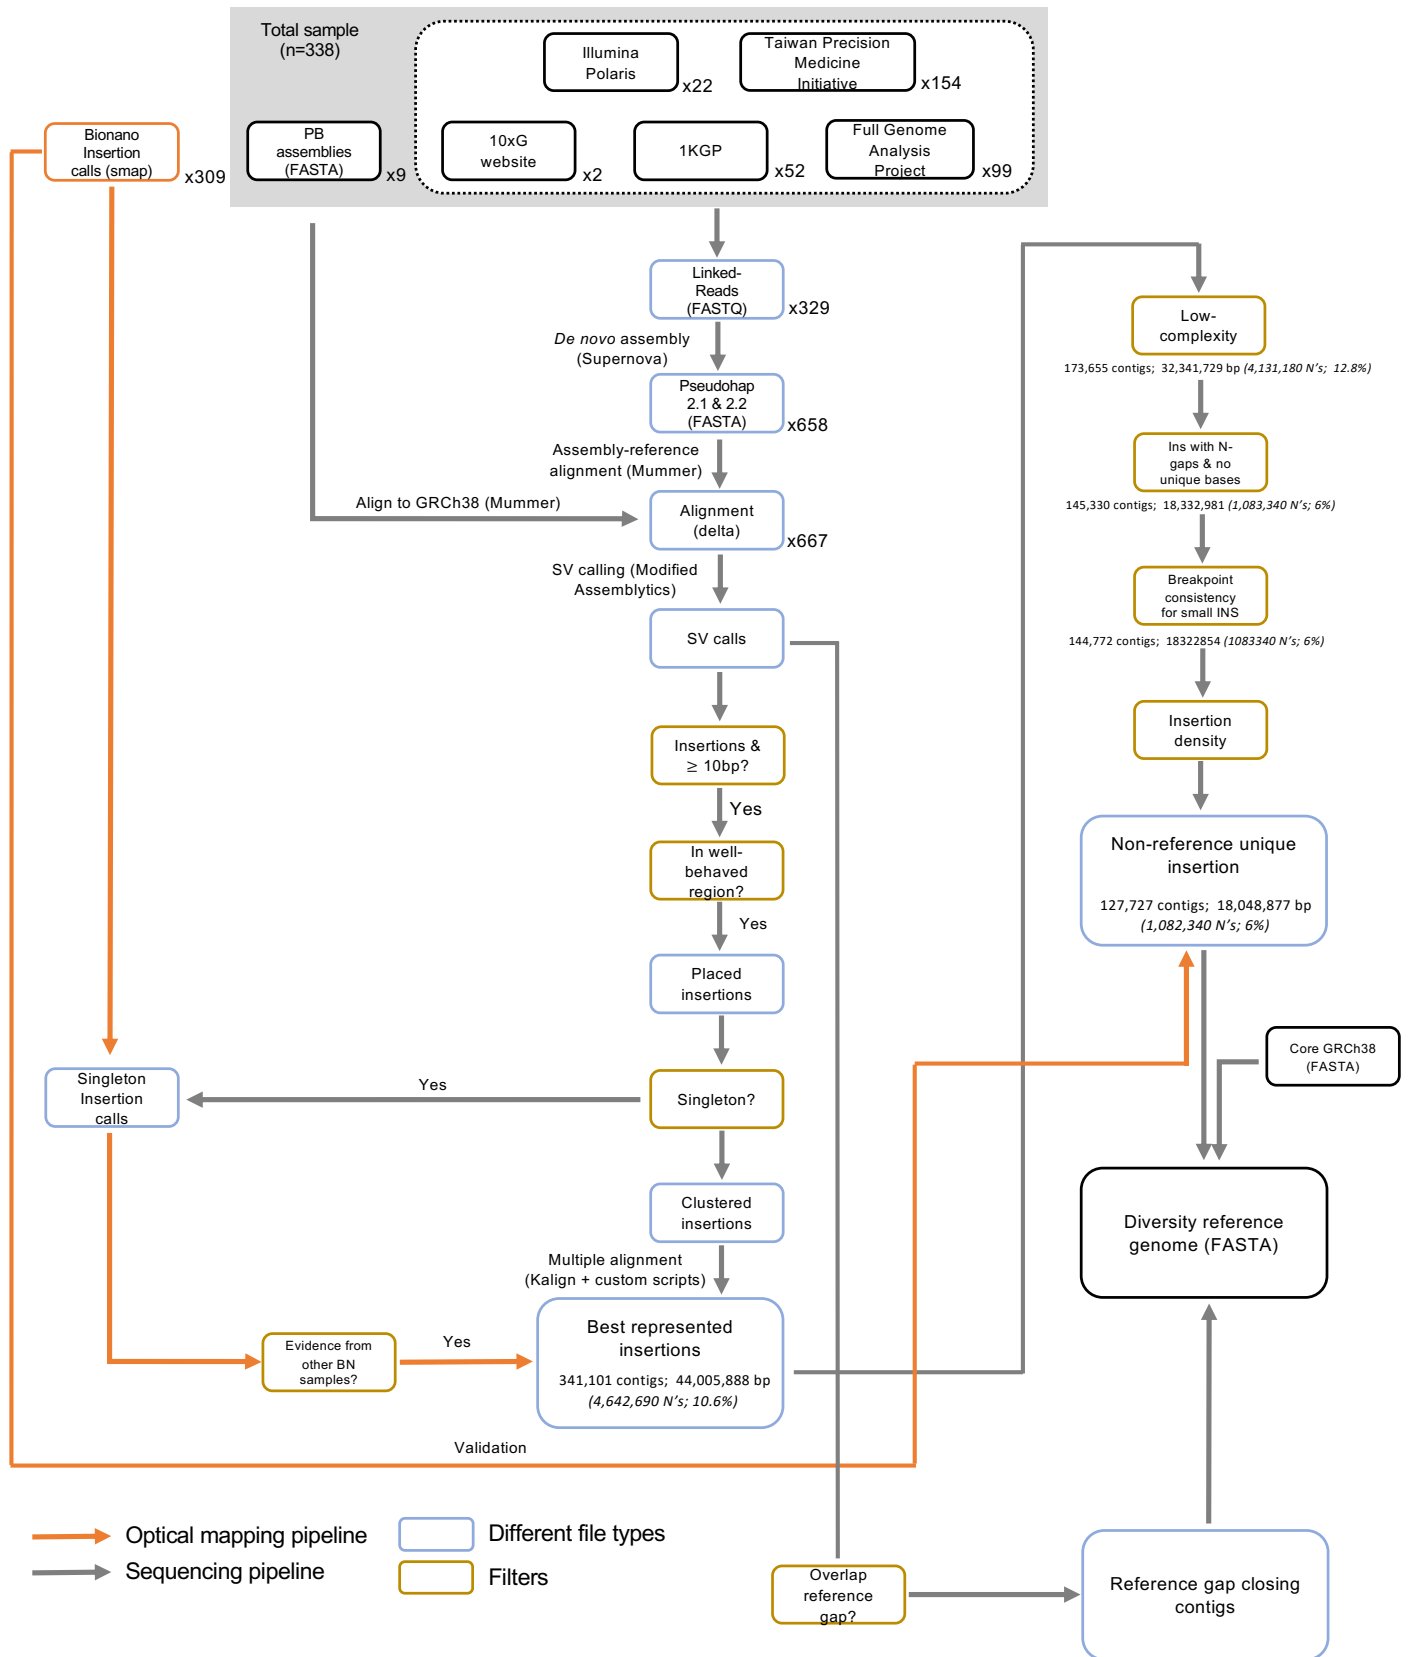 Total sample
(n=338)
Illumina
Polaris
x22
Taiwan Precision
Medicine
Initiative
x154
Bionano
Insertion
calls (smap)
x309
PB
assemblies
(FASTA)
x9
10xG
website
x2
1KGP
x52
Full Genome
Analysis
Project
x99
Linked-
Reads
(FASTQ)
x329
De novo assembly
(Supernova)
Pseudohap
2.1 & 2.2
(FASTA)
x658
Assembly-reference
alignment (Mummer)
Align to GRCh38 (Mummer)
Alignment
(delta)
x667
SV calling (Modified
Assemblytics)
SV calls
Insertions &
≥ 10bp?
Yes
In well-
behaved
region?
Yes
Placed
insertions
Singleton?
Yes
Singleton
Insertion
calls
Clustered
insertions
Multiple alignment
(Kalign + custom scripts)
Evidence from
other BN
samples?
Yes
Best represented
insertions
341,101 contigs; 44,005,888 bp
(4,642,690 N's; 10.6%)
Validation
Low-
complexity
173,655 contigs; 32,341,729 bp (4,131,180 N's; 12.8%)
Ins with N-
gaps & no
unique bases
145,330 contigs; 18,332,981 (1,083,340 N's; 6%)
Breakpoint
consistency
for small INS
144,772 contigs; 18322854 (1083340 N's; 6%)
Insertion
density
Non-reference unique
insertion
127,727 contigs; 18,048,877 bp
(1,082,340 N's; 6%)
Core GRCh38
(FASTA)
Diversity reference
genome (FASTA)
Overlap
reference
gap?
Reference gap closing
contigs
Optical mapping pipeline
Sequencing pipeline
Different file types
Filters